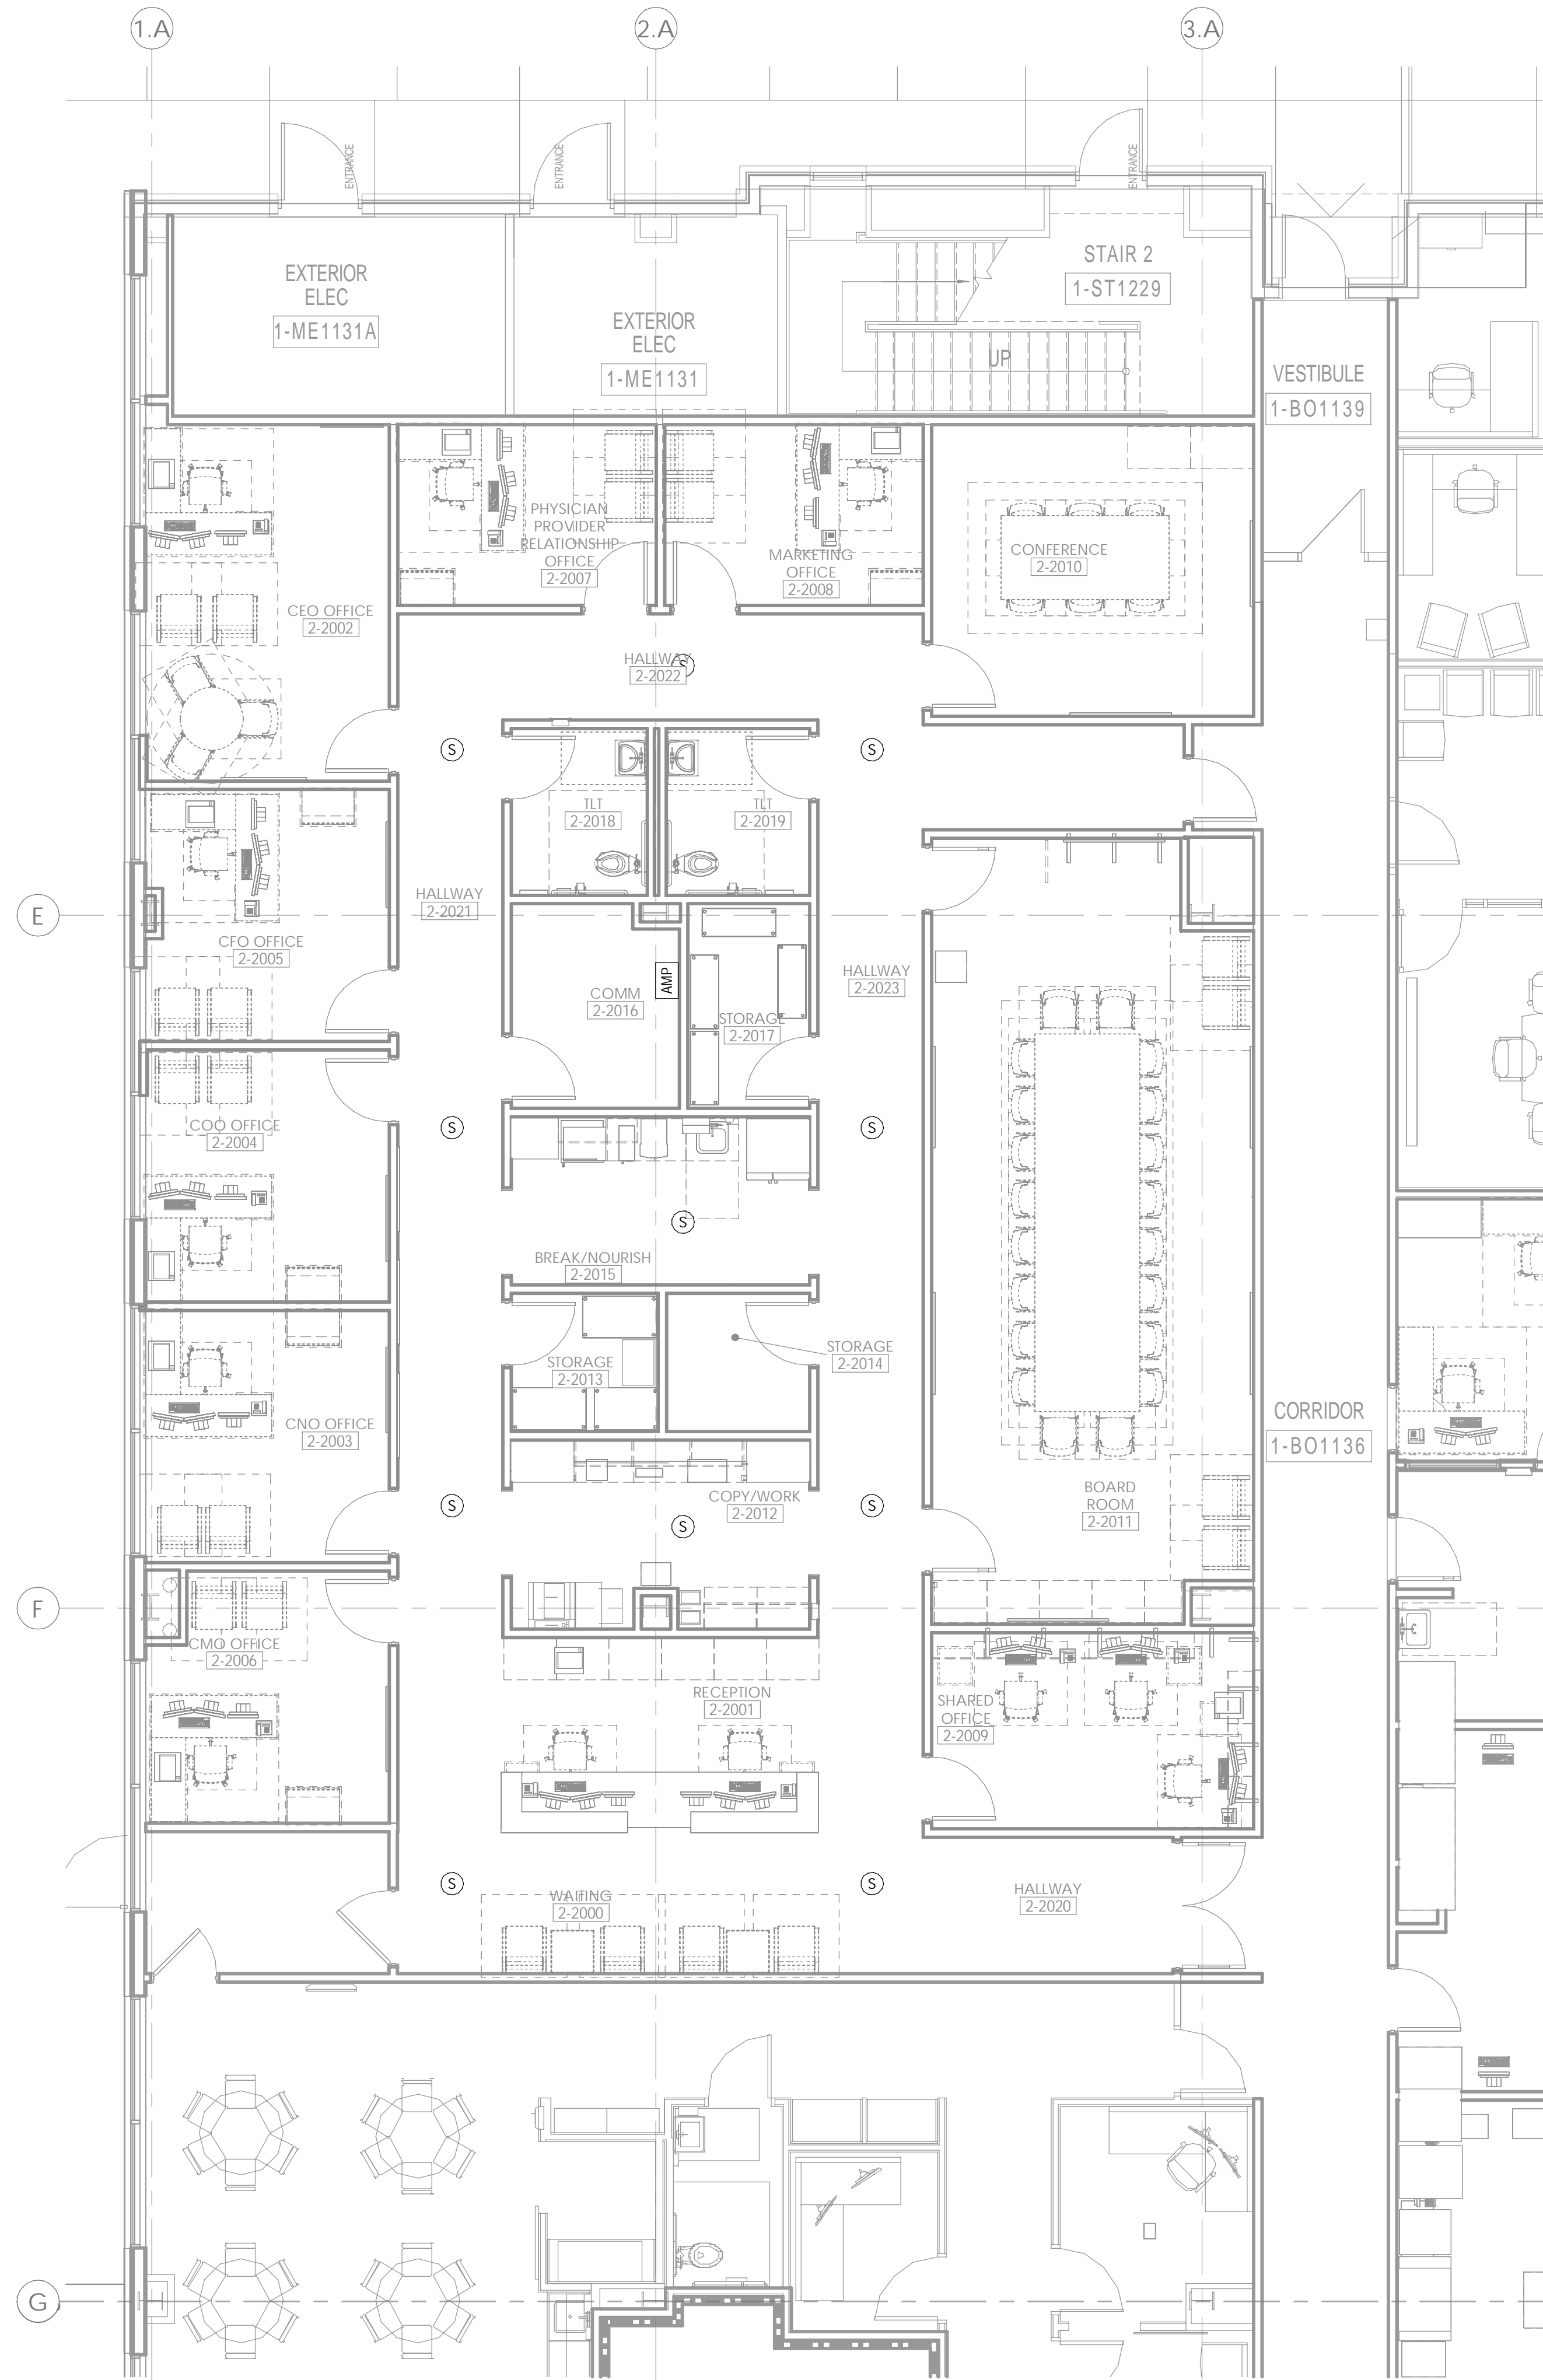 1.A
2.A
3.A
ENTRANCE
ENTRANCE
ENTRANCE
EXTERIOR
ELEC
1-ME1131A
EXTERIOR
ELEC
1-ME1131
STAIR 2
1-ST1229
UP
VESTIBULE
1-BO1139
PHYSICIAN
PROVIDER
RELATIONSHIP
OFFICE
2-2007
MARKETING
OFFICE
2-2008
CONFERENCE
2-2010
CEO OFFICE
2-2002
HALLWAY
2-2022
S
S
S
TLT
2-2018
TLT
2-2019
E
HALLWAY
2-2021
CFO OFFICE
2-2005
COMM
2-2016
AMP
STORAGE
2-2017
HALLWAY
2-2023
COO OFFICE
2-2004
S
S
S
BREAK/NOURISH
2-2015
STORAGE
2-2013
STORAGE
2-2014
CNO OFFICE
2-2003
CORRIDOR
1-BO1136
COPY/WORK
2-2012
BOARD
ROOM
2-2011
S
S
S
F
CMO OFFICE
2-2006
RECEPTION
2-2001
SHARED
OFFICE
2-2009
S
S
WAITING
2-2000
HALLWAY
2-2020
G